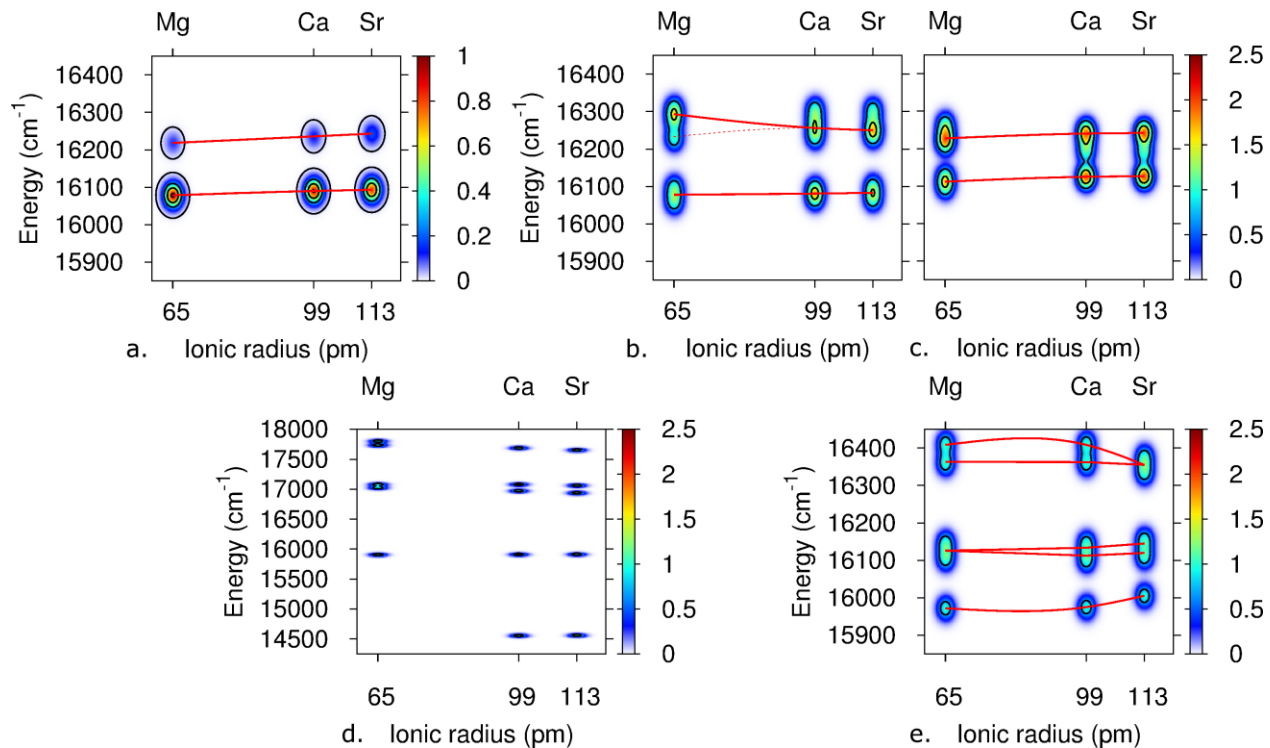 Mg Ca Sr
Mg Ca Sr
16400
16300
16200
16100
16000
15900
Energy (cm-1)
1
0.8
0.6
0.4
0.2
0
65 99 113
a. Ionic radius (pm)
16400
16300
16200
16100
16000
15900
Energy (cm-1)
65 99 113
b. Ionic radius (pm)
Mg Ca Sr
2.5
2
1.5
1
0.5
0
65 99 113
c. Ionic radius (pm)
Mg Ca Sr
18000
17500
17000
16500
16000
15500
15000
14500
Energy (cm-1)
2.5
2
1.5
1
0.5
0
65 99 113
Ionic radius (pm)
d.
Mg Ca Sr
16400
16300
16200
16100
16000
15900
Energy (cm-1)
2.5
2
1.5
1
0.5
0
65 99 113
Ionic radius (pm)
e.